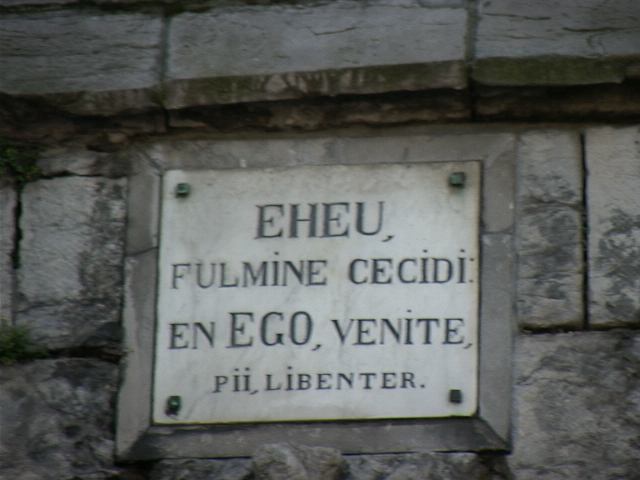 EHEU,
FULMiNE CECiDi:
EN EGO, VENiTE,
Pii, LiBENTER.